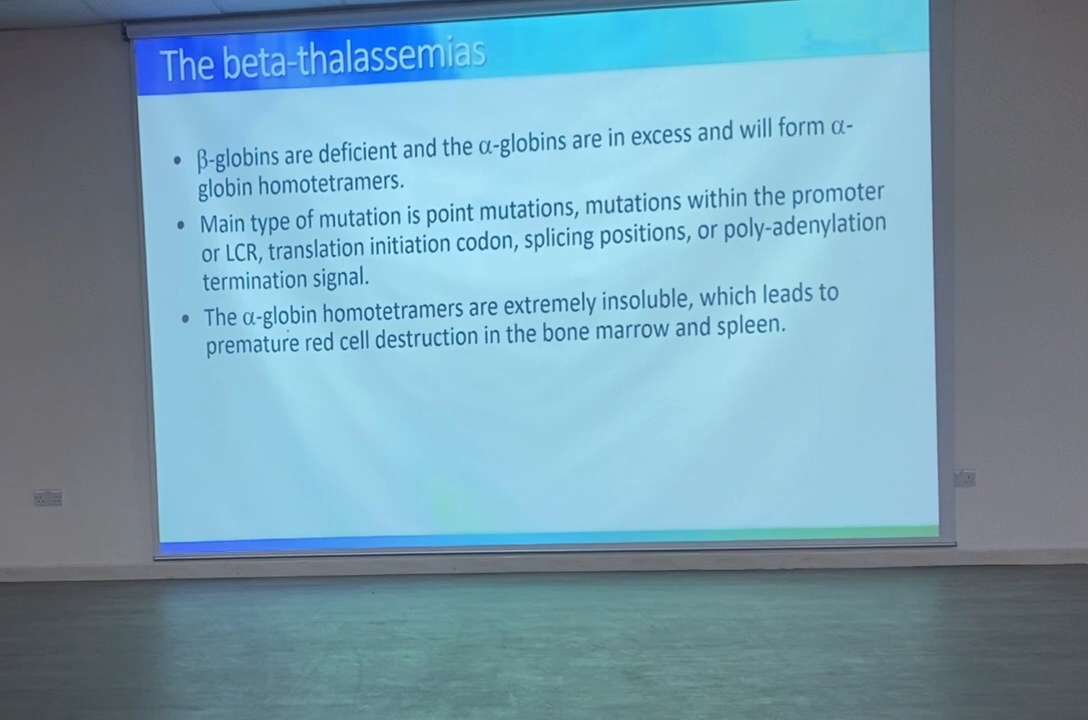 The beta-thalassemias
• β-globins are deficient and the α-globins are in excess and will form α-
globin homotetramers.
• Main type of mutation is point mutations, mutations within the promoter
or LCR, translation initiation codon, splicing positions, or poly-adenylation
termination signal.
• The α-globin homotetramers are extremely insoluble, which leads to
premature red cell destruction in the bone marrow and spleen.